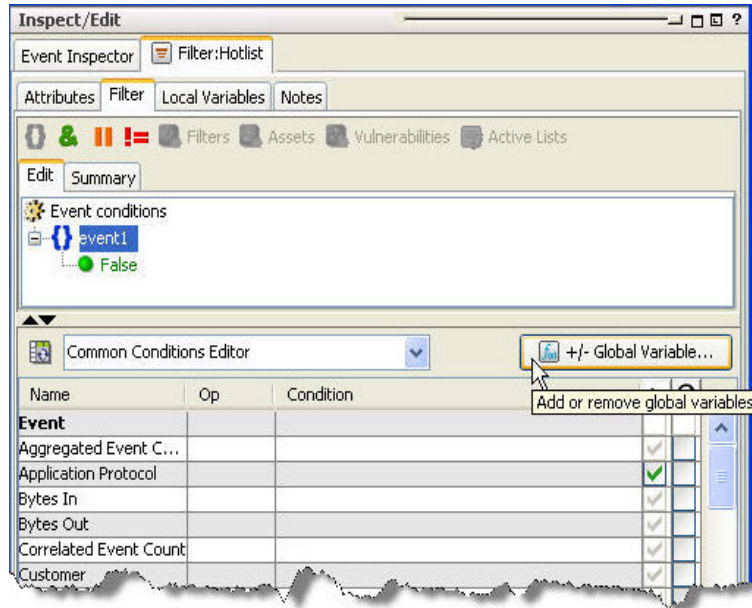 Inspect/Edit
?
Event Inspector Filter:Hotlist
Attributes Filter Local Variables Notes
{} & != Filters Assets Vulnerabilities Active Lists
Edit Summary
Event conditions
{} event1
False
Common Conditions Editor +/- Global Variable...
Name Op Condition
Add or remove global variables
Event
Aggregated Event C...
Application Protocol
Bytes In
Bytes Out
Correlated Event Count
Customer